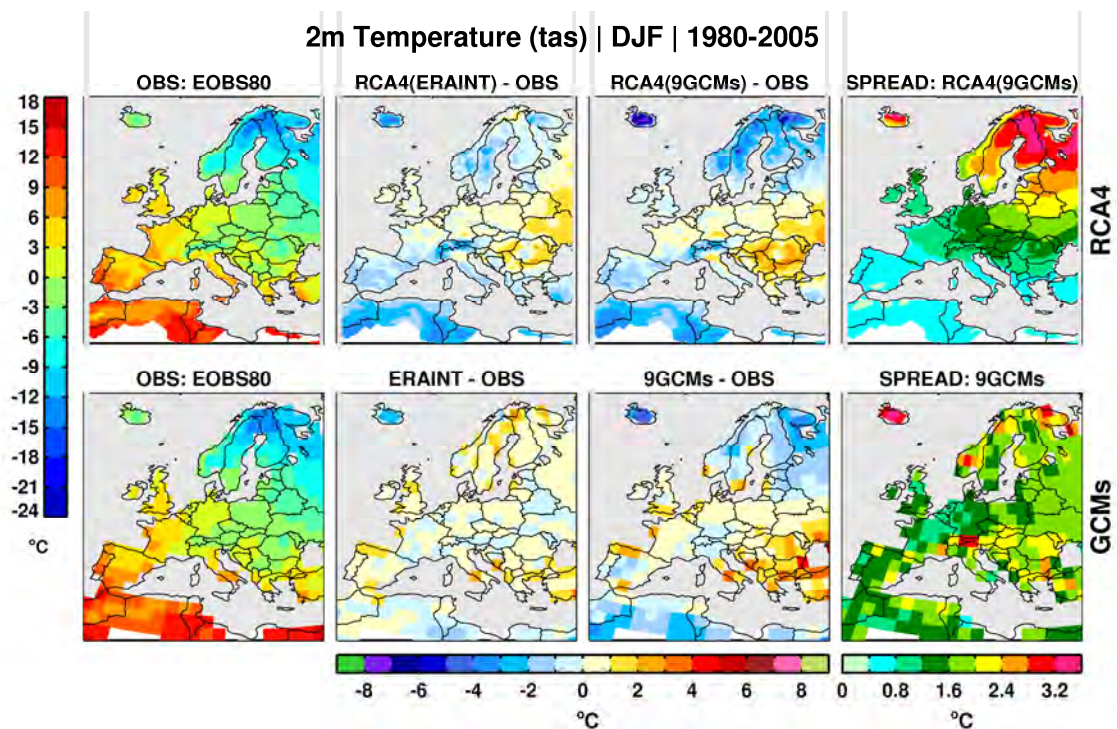 2m Temperature (tas) | DJF | 1980-2005
OBS: EOBS80
RCA4(ERAINT) - OBS
RCA4(9GCMs) - OBS
SPREAD: RCA4(9GCMs)
18
15
12
9
6
3
0
-3
-6
-9
-12
-15
-18
-21
-24
°C
RCA4
OBS: EOBS80
ERAINT - OBS
9GCMs - OBS
SPREAD: 9GCMs
GCMs
-8 -6 -4 -2 0 2 4 6 8
°C
0 0.8 1.6 2.4 3.2
°C